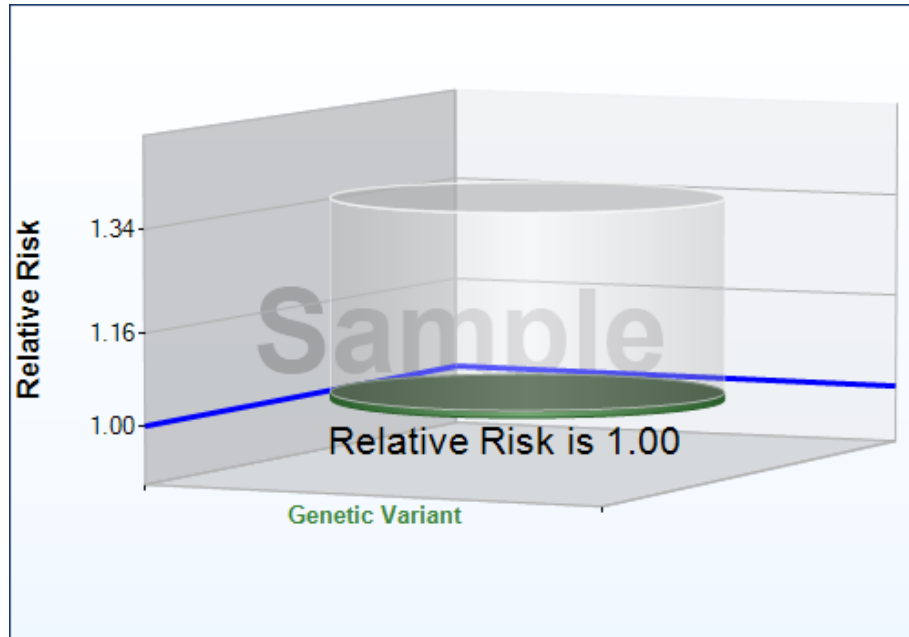 Relative Risk
1.34
1.16
1.00
Sample
Relative Risk is 1.00
Genetic Variant